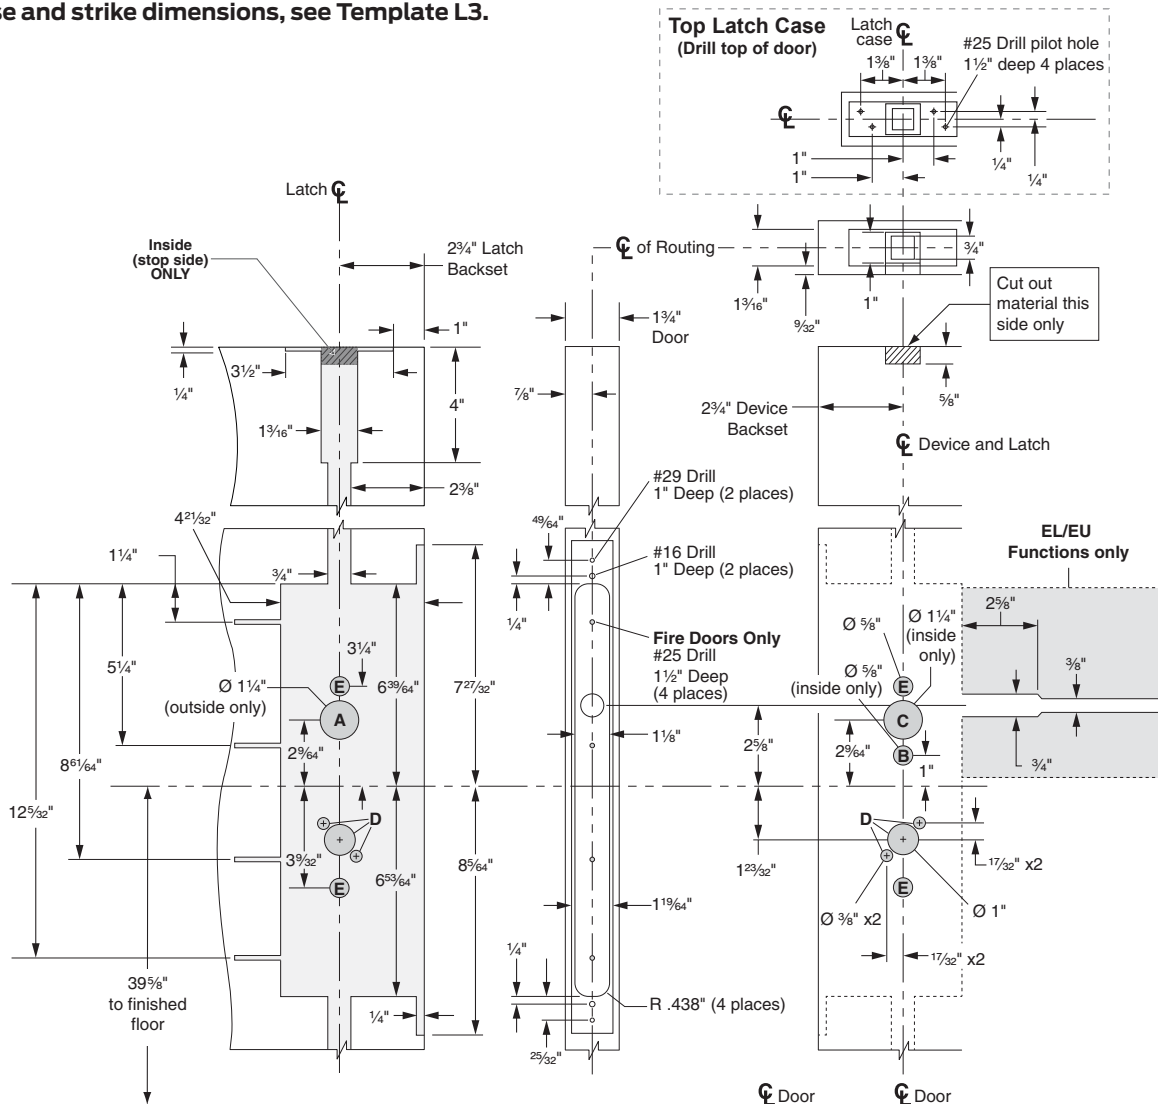 se and strike dimensions, see Template L3.
Top Latch Case
(Drill top of door)
Latch
case ℄
#25 Drill pilot hole
1½" deep 4 places
1⅜"
1⅜"
℄
1"
1"
¼"
¼"
Latch ℄
Inside
(stop side)
ONLY
2¾" Latch
Backset
℄ of Routing
¾"
1³⁄₁₆"
⁹⁄₃₂"
1"
Cut out
material this
side only
1"
1¾"
Door
3½"
¼"
4"
⅞"
⅝"
2¾" Device
Backset
1³⁄₁₆"
℄ Device and Latch
2⅜"
#29 Drill
1" Deep (2 places)
4²¹⁄₃₂"
⁴⁹⁄₆₄"
EL/EU
Functions only
1¼"
#16 Drill
1" Deep (2 places)
¾"
2⅝"
¼"
Ø 1¼"
(inside
only)
Ø ⅝"
Fire Doors Only
#25 Drill
1½" Deep
(4 places)
3¼"
5¼"
⅜"
Ø ⅝"
(inside only)
Ø 1¼"
(outside only)
E
6³⁹⁄₆₄"
7²⁷⁄₃₂"
E
A
C
1⅛"
2⅝"
2⁹⁄₆₄"
2⁹⁄₆₄"
B
1"
¾"
8⁶¹⁄₆₄"
12⁵⁄₃₂"
D
D
3⁹⁄₃₂"
8⁵⁄₆₄"
1²³⁄₃₂"
¹⁷⁄₃₂" x2
6⁵³⁄₆₄"
E
E
1¹⁹⁄₆₄"
Ø ⅜" x2
Ø 1"
¼"
¹⁷⁄₃₂" x2
39⅝"
to finished
floor
¼"
R .438" (4 places)
²⁵⁄₃₂"
℄ Door
℄ Door